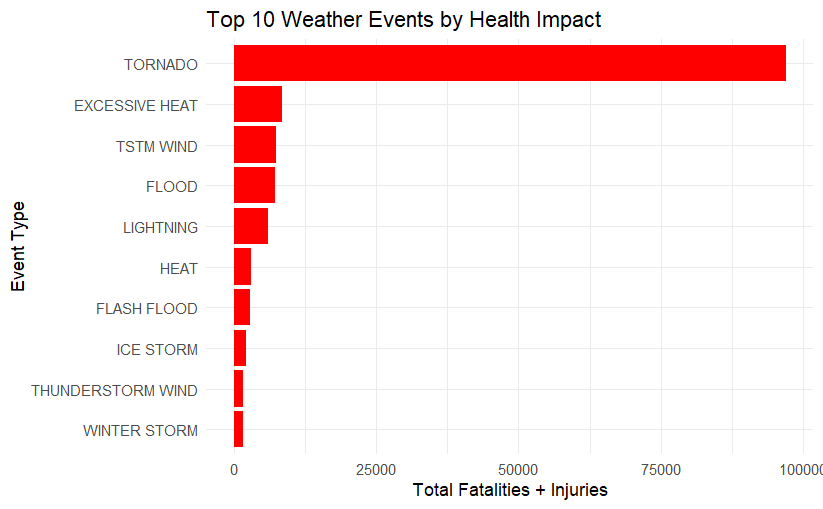 Top 10 Weather Events by Health Impact
TORNADO
EXCESSIVE HEAT
TSTM WIND
FLOOD
LIGHTNING
HEAT
FLASH FLOOD
ICE STORM
THUNDERSTORM WIND
WINTER STORM
Event Type
0 25000 50000 75000 100000
Total Fatalities + Injuries